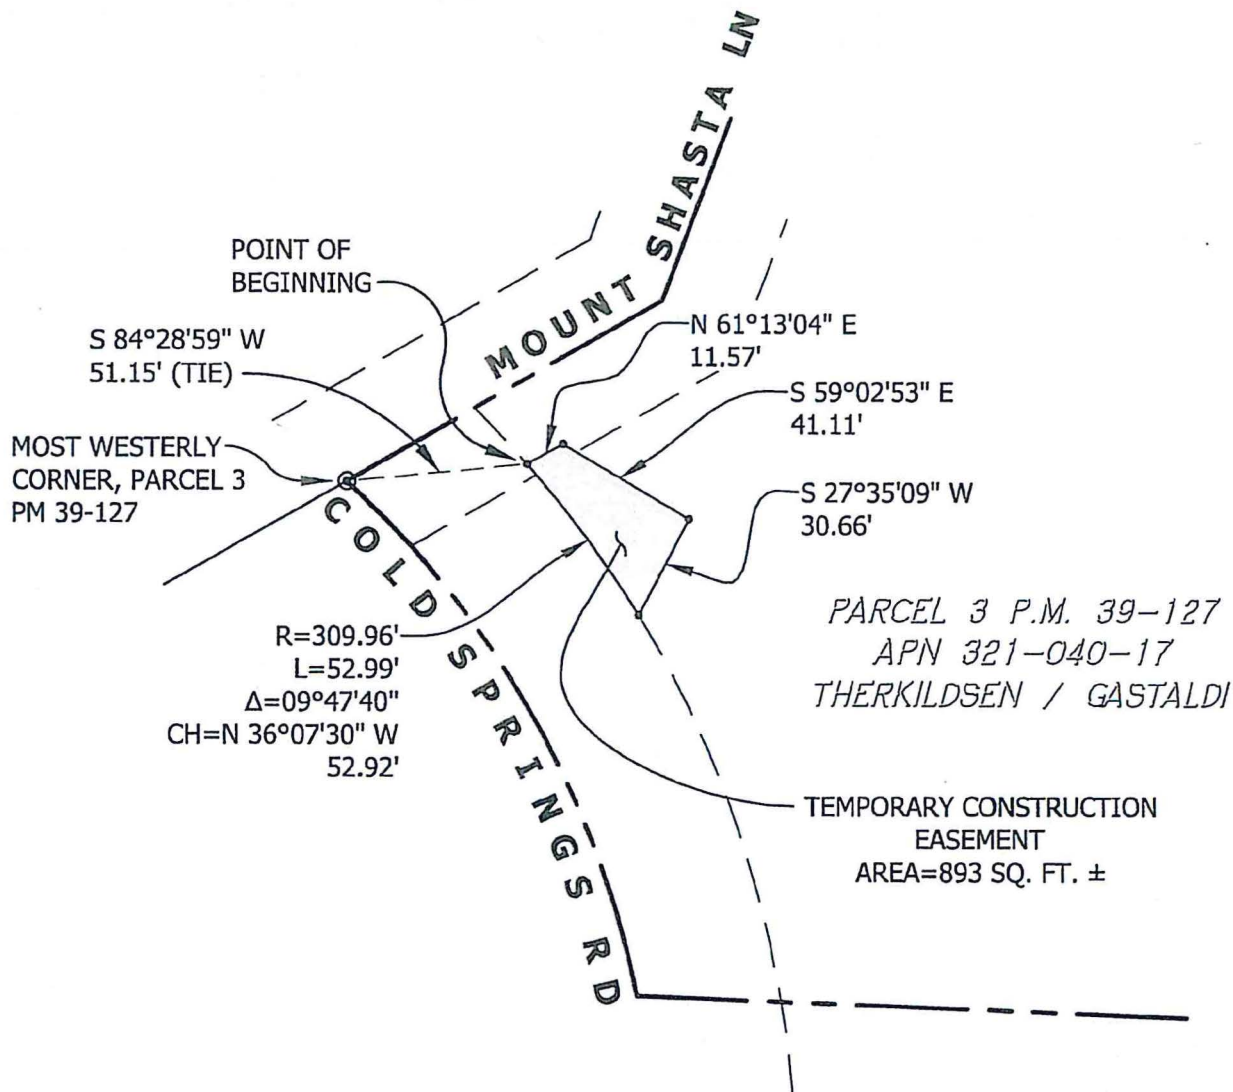 MOUNT SHASTA LN
POINT OF
BEGINNING
S 84°28'59" W
51.15' (TIE)
N 61°13'04" E
11.57'
S 59°02'53" E
41.11'
MOST WESTERLY
CORNER, PARCEL 3
PM 39-127
S 27°35'09" W
30.66'
COLD SPRINGS RD
R=309.96'
L=52.99'
Δ=09°47'40"
CH=N 36°07'30" W
52.92'
PARCEL 3 P.M. 39-127
APN 321-040-17
THERKILDSEN / GASTALDI
TEMPORARY CONSTRUCTION
EASEMENT
AREA=893 SQ. FT. ±